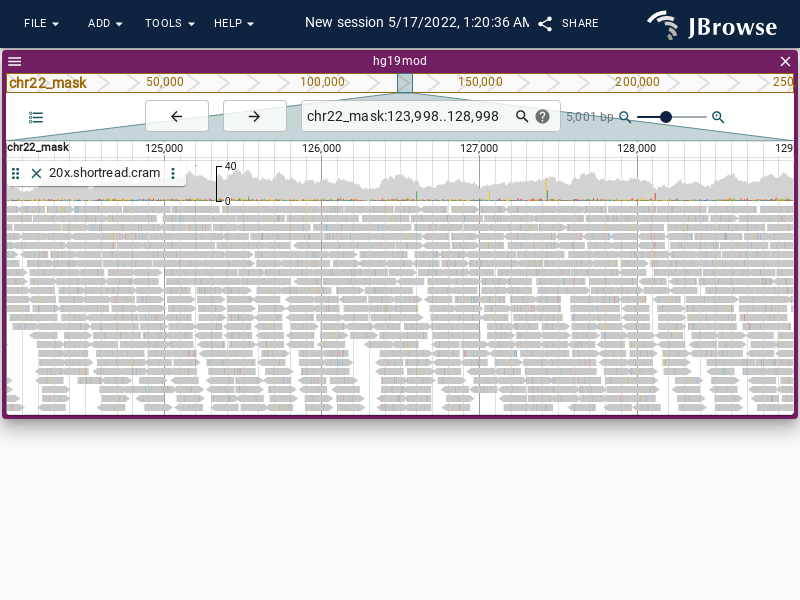 FILE ADD TOOLS HELP New session 5/17/2022, 1:20:36 AM SHARE JBrowse
hg19mod
chr22_mask 50,000 100,000 150,000 200,000 250
chr22_mask:123,998..128,998 5,001 bp
chr22_mask 125,000 126,000 127,000 128,000 129
20x.shortread.cram 40
0